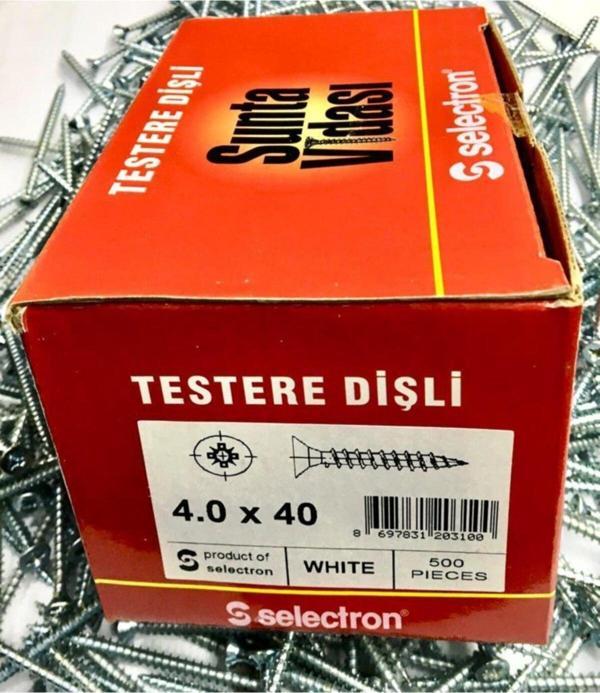 TESTERE DİŞLİ
Sunta
Vidası
selectron
TESTERE DİŞLİ
4.0 x 40
8 697831 203100
product of
selectron
WHITE
500
PIECES
selectron®